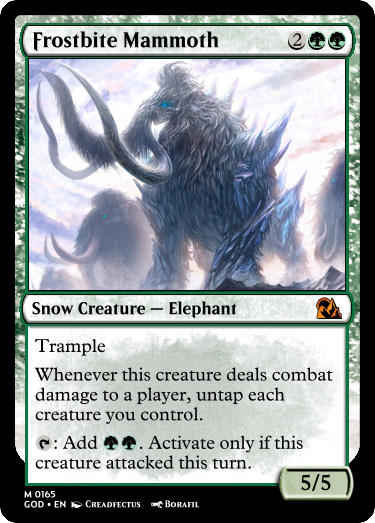 Frostbite Mammoth 2
Snow Creature — Elephant
Trample
Whenever this creature deals combat
damage to a player, untap each
creature you control.
: Add . Activate only if this
creature attacked this turn.
5/5
M 0165
GOD • EN Creadfectus Borafil